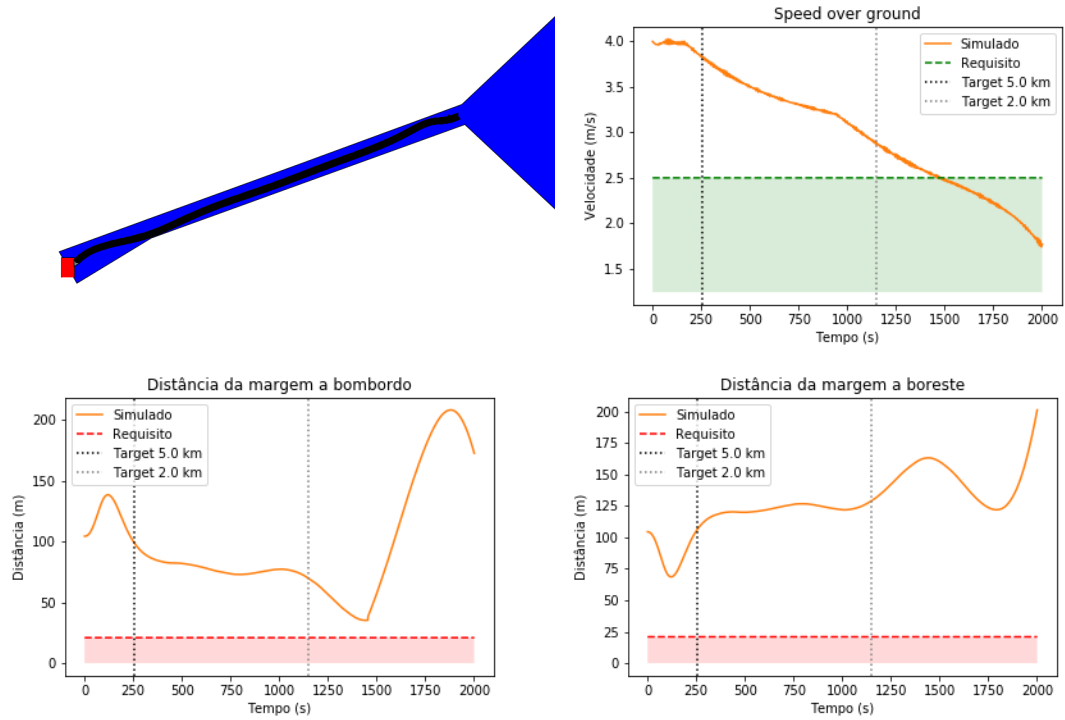 Speed over ground
Simulado
Requisito
Target 5.0 km
Target 2.0 km
Velocidade (m/s)
4.0
3.5
3.0
2.5
2.0
1.5
0 250 500 750 1000 1250 1500 1750 2000
Tempo (s)
Distância da margem a bombordo
Simulado
Requisito
Target 5.0 km
Target 2.0 km
Distância (m)
200
150
100
50
0
0 250 500 750 1000 1250 1500 1750 2000
Tempo (s)
Distância da margem a boreste
Simulado
Requisito
Target 5.0 km
Target 2.0 km
Distância (m)
200
175
150
125
100
75
50
25
0
0 250 500 750 1000 1250 1500 1750 2000
Tempo (s)